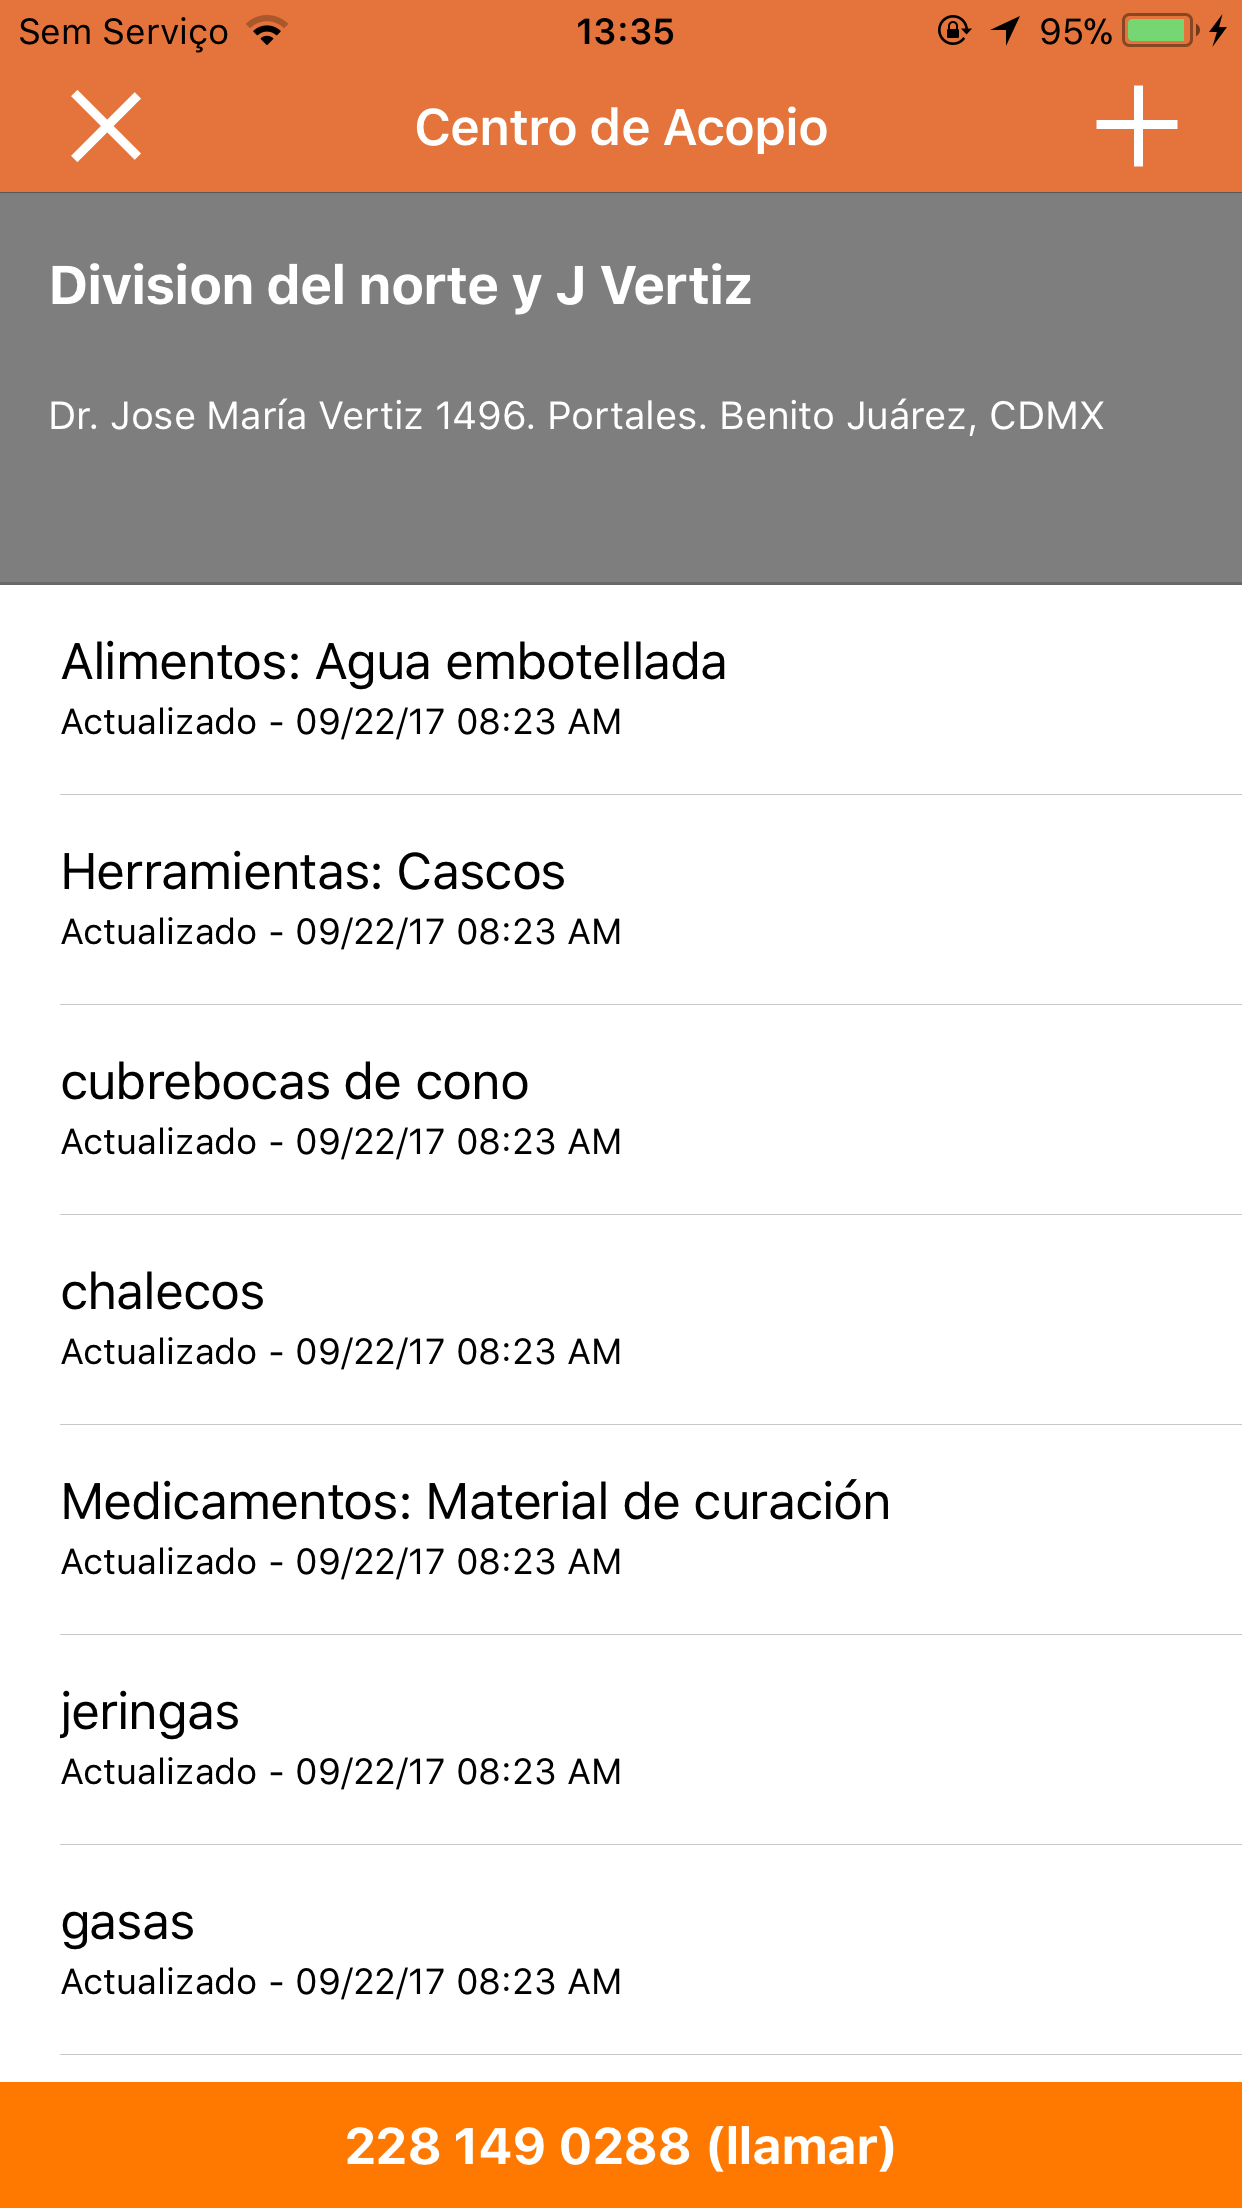 Sem Serviço 13:35 95%
Centro de Acopio
Division del norte y J Vertiz
Dr. Jose María Vertiz 1496. Portales. Benito Juárez, CDMX
Alimentos: Agua embotellada
Actualizado - 09/22/17 08:23 AM
Herramientas: Cascos
Actualizado - 09/22/17 08:23 AM
cubrebocas de cono
Actualizado - 09/22/17 08:23 AM
chalecos
Actualizado - 09/22/17 08:23 AM
Medicamentos: Material de curación
Actualizado - 09/22/17 08:23 AM
jeringas
Actualizado - 09/22/17 08:23 AM
gasas
Actualizado - 09/22/17 08:23 AM
228 149 0288 (llamar)